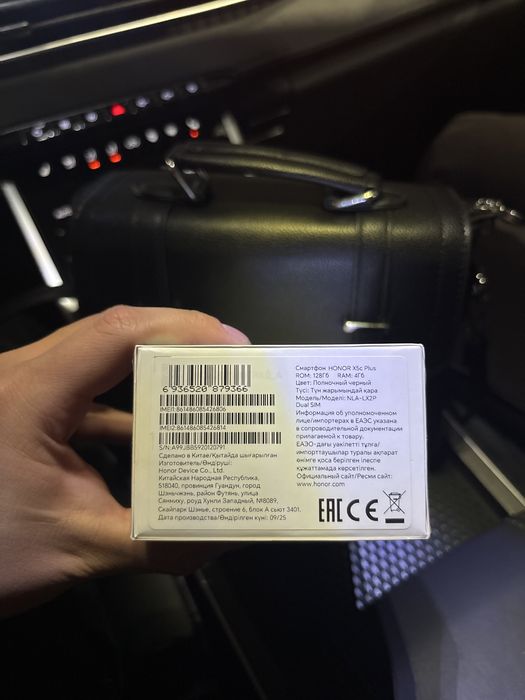 6 936520 879366
IMEI1:861486085426806
IMEI2:861486085426814
S/N:A99JBB5920120791
Сделано в Китае/Қытайда шығарылған
Изготовитель/Өндіруші:
Honor Device Co., Ltd.
Китайская Народная Республика,
518040, провинция Гуандун, город
Шэньчжэнь, район Футянь, улица
Сянмиху, роуд Хунли Западный, №8089,
Скайпарк Шэнье, строение 6, блок А сьют 3401.
Дата производства/Өндірілген күні: 09/25
Смартфон HONOR X5c Plus
ROM: 128Гб RAM: 4Гб
Цвет: Полночный черный
Түсі: Түн жарымындай қара
Модель/Моделі: NLA-LX2P
Dual SIM
Информация об уполномоченном
лице/импортерах в ЕАЭС указана
в сопроводительной документации
прилагаемой к товару.
ЕАЭО-дағы уәкілетті тұлға/
импорттаушылар туралы ақпарат
өнімге қоса берілген ілеспе
құжаттамада көрсетілген.
Официальный сайт/Ресми сайт:
www.honor.com
EAC CE